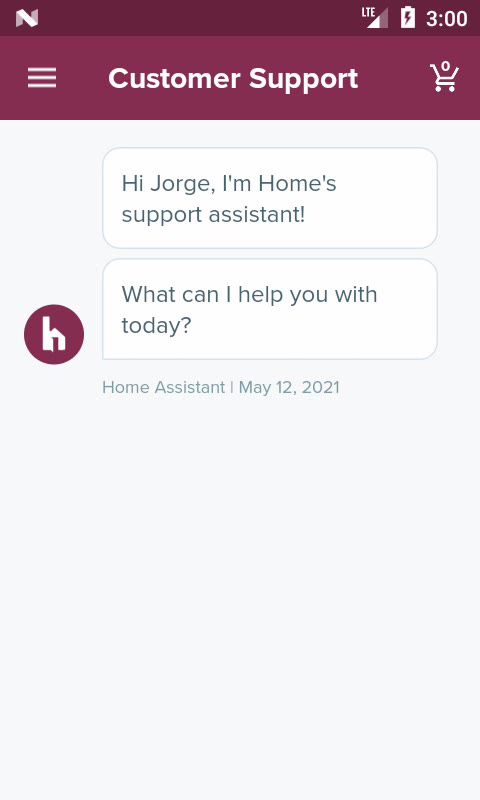 LTE
3:00
Customer Support
0
Hi Jorge, I'm Home's
support assistant!
What can I help you with
today?
h
Home Assistant | May 12, 2021